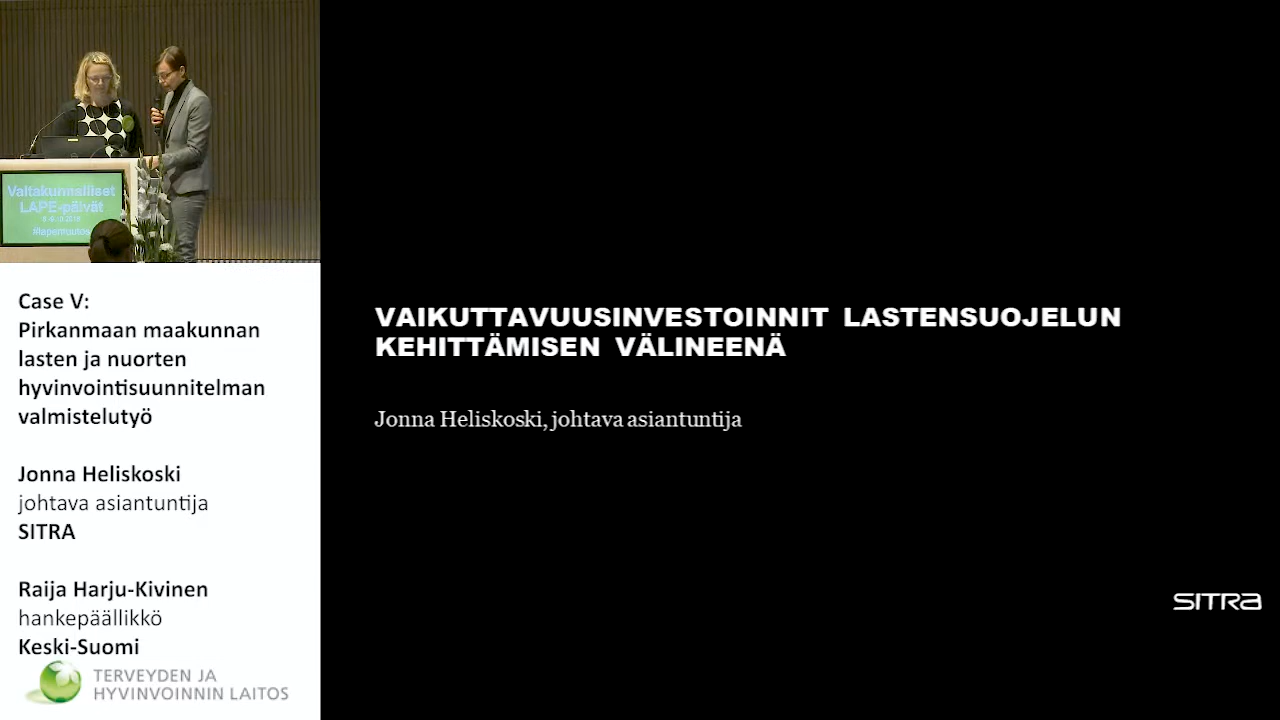 Valtakunnalliset
LAPE-päivät
#lapemuutos
Case V:
Pirkanmaan maakunnan
lasten ja nuorten
hyvinvointisuunnitelman
valmistelutyö
Jonna Heliskoski
johtava asiantuntija
SITRA
Raija Harju-Kivinen
hankepäällikkö
Keski-Suomi
TERVEYDEN JA
HYVINVOINNIN LAITOS
VAIKUTTAVUUSINVESTOINNIT LASTENSUOJELUN
KEHITTÄMISEN VÄLINEENÄ
Jonna Heliskoski, johtava asiantuntija
SITRA